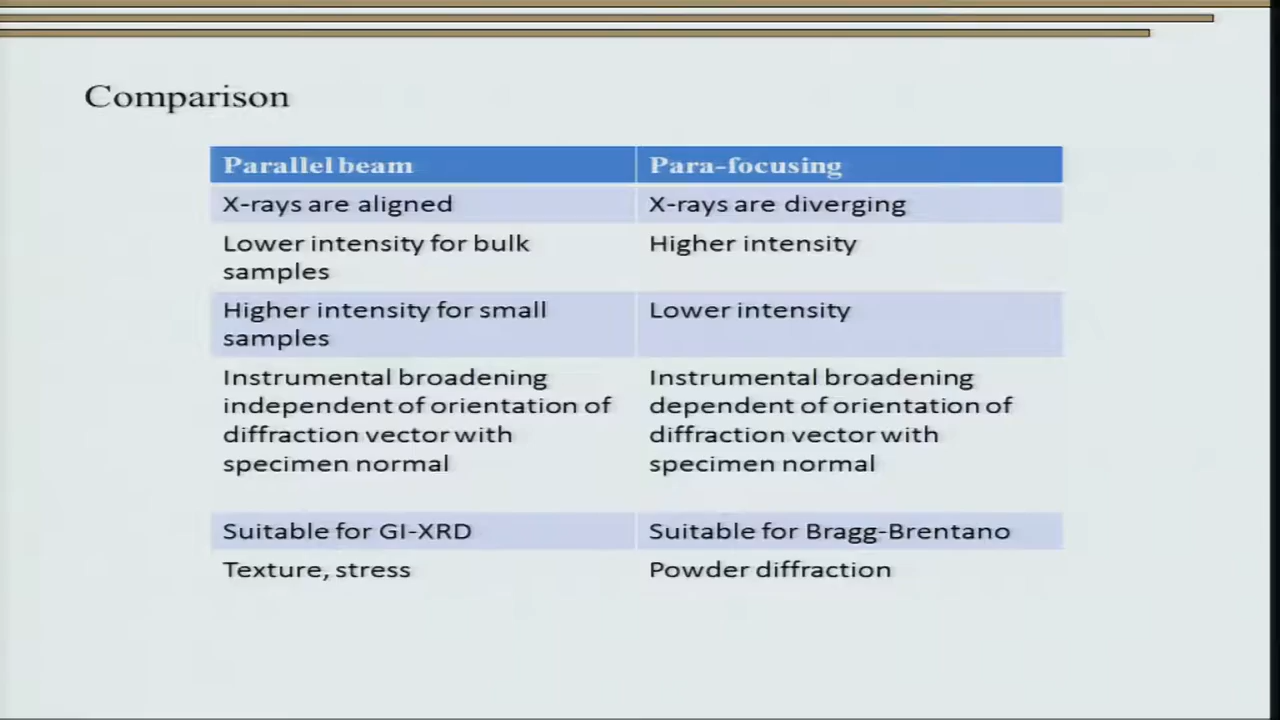 Comparison
Parallel beam
Para-focusing
X-rays are aligned
X-rays are diverging
Lower intensity for bulk
samples
Higher intensity
Higher intensity for small
samples
Lower intensity
Instrumental broadening
independent of orientation of
diffraction vector with
specimen normal
Instrumental broadening
dependent of orientation of
diffraction vector with
specimen normal
Suitable for GI-XRD
Suitable for Bragg-Brentano
Texture, stress
Powder diffraction